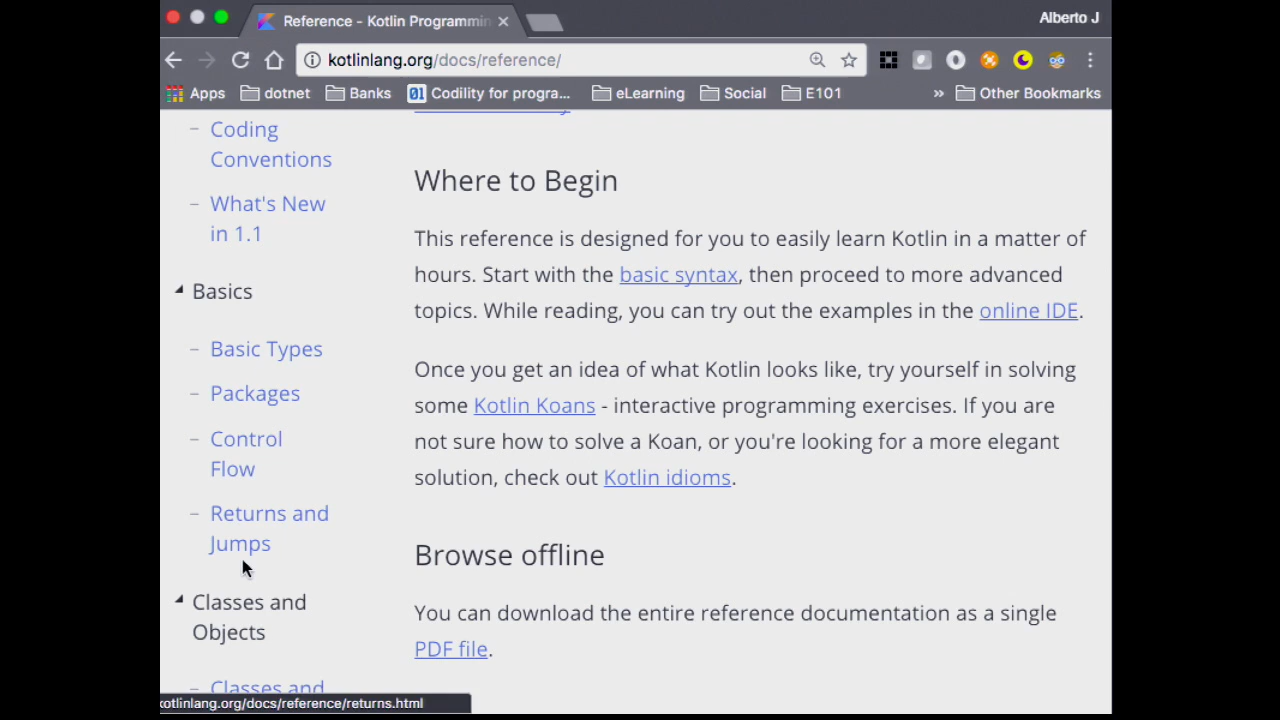 Reference - Kotlin Programmin
Alberto J
kotlinlang.org/docs/reference/
Apps
dotnet
Banks
01 Codility for progra...
eLearning
Social
E101
»
Other Bookmarks
Coding
Conventions
What's New
in 1.1
Basics
Basic Types
Packages
Control
Flow
Returns and
Jumps
Classes and
Objects
Classes and
Where to Begin
This reference is designed for you to easily learn Kotlin in a matter of
hours. Start with the basic syntax, then proceed to more advanced
topics. While reading, you can try out the examples in the online IDE.
Once you get an idea of what Kotlin looks like, try yourself in solving
some Kotlin Koans - interactive programming exercises. If you are
not sure how to solve a Koan, or you're looking for a more elegant
solution, check out Kotlin idioms.
Browse offline
You can download the entire reference documentation as a single
PDF file.
kotlinlang.org/docs/reference/returns.html